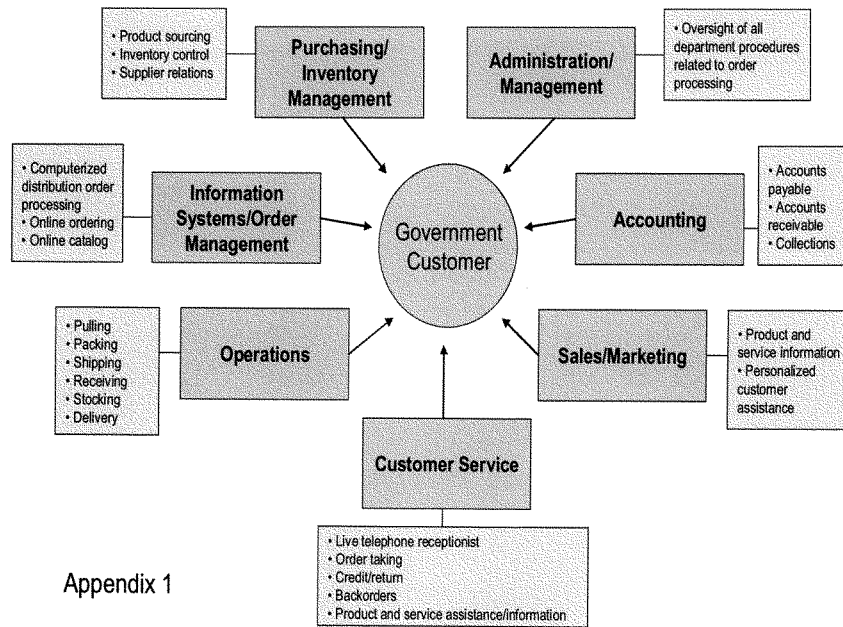 • Product sourcing
• Inventory control
• Supplier relations
Purchasing/
Inventory
Management
Administration/
Management
• Oversight of all
department procedures
related to order
processing
• Computerized
distribution order
processing
• Online ordering
• Online catalog
Information
Systems/Order
Management
Government
Customer
Accounting
• Accounts
payable
• Accounts
receivable
• Collections
• Pulling
• Packing
• Shipping
• Receiving
• Stocking
• Delivery
Operations
Sales/Marketing
• Product and
service information
• Personalized
customer
assistance
Customer Service
• Live telephone receptionist
• Order taking
• Credit/return
• Backorders
• Product and service assistance/information
Appendix 1